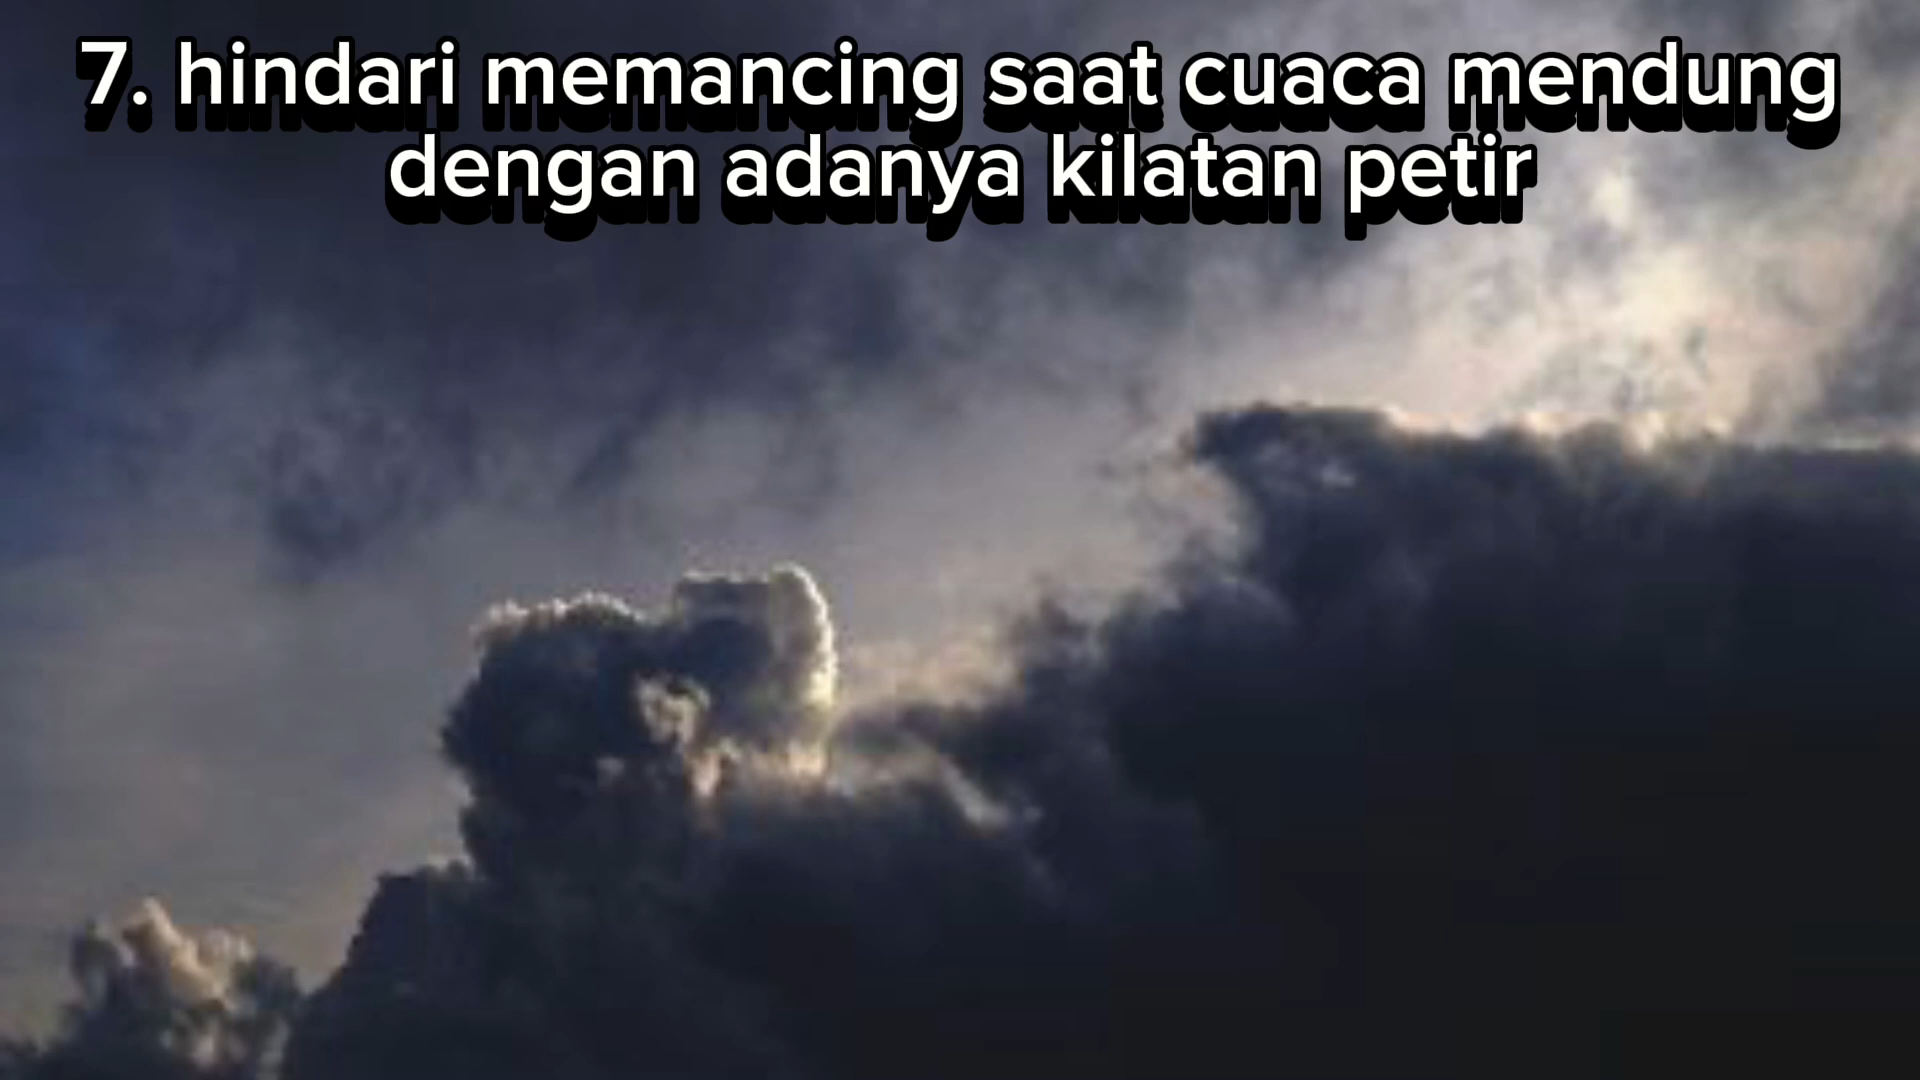 7. hindari memancing saat cuaca mendung
dengan adanya kilatan petir